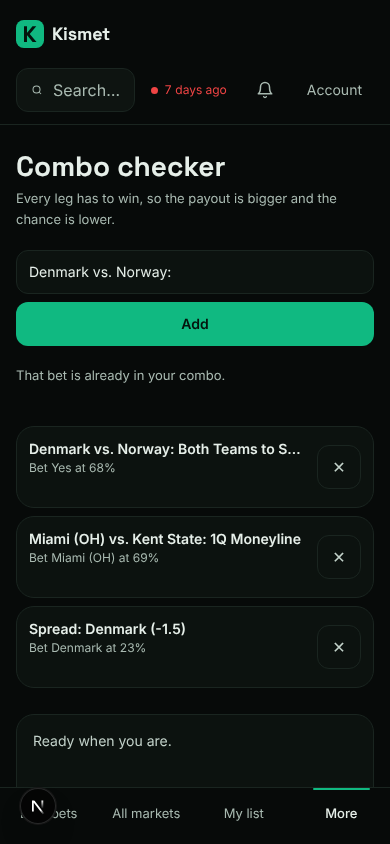 K Kismet
Search...
7 days ago
Account
Combo checker
Every leg has to win, so the payout is bigger and the
chance is lower.
Denmark vs. Norway:
Add
That bet is already in your combo.
Denmark vs. Norway: Both Teams to S...
Bet Yes at 68%
Miami (OH) vs. Kent State: 1Q Moneyline
Bet Miami (OH) at 69%
Spread: Denmark (-1.5)
Bet Denmark at 23%
Ready when you are.
N
All markets
My list
More